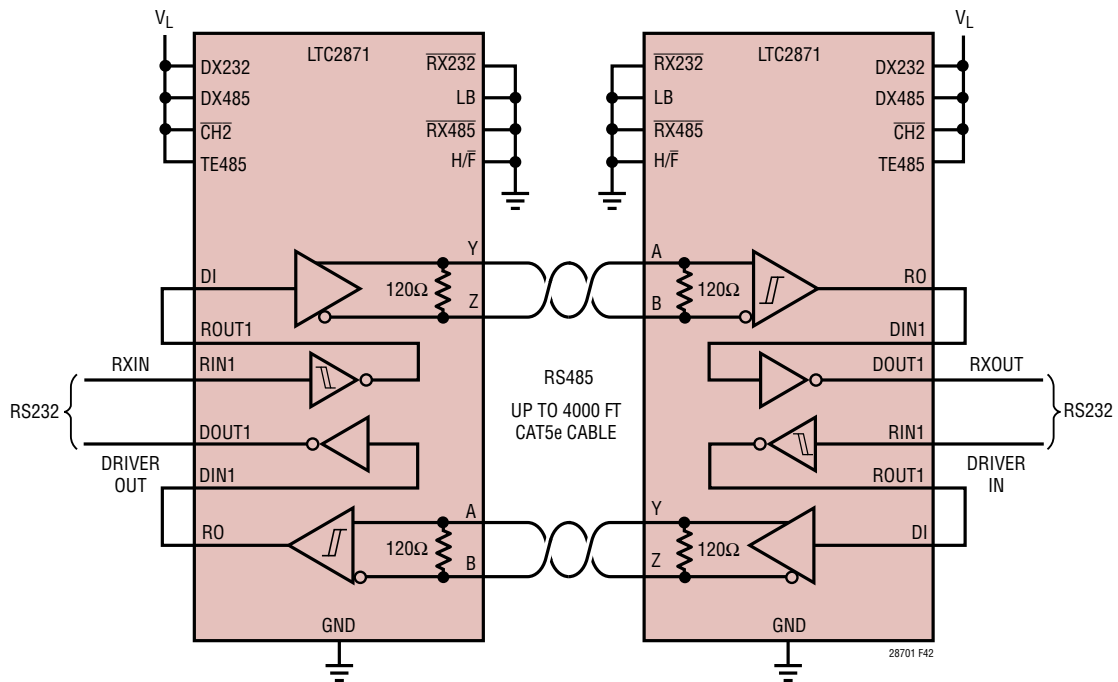 VL
LTC2871
DX232
DX485
CH2
TE485
RX232
LB
RX485
H/F
DI
ROUT1
RXIN
RIN1
RS232
DOUT1
DRIVER
OUT
DIN1
RO
Y
120Ω
Z
A
120Ω
B
GND
RS485
UP TO 4000 FT
CAT5e CABLE
VL
LTC2871
RX232
LB
RX485
H/F
DX232
DX485
CH2
TE485
A
120Ω
B
RO
DIN1
DOUT1
RXOUT
RS232
RIN1
DRIVER
IN
ROUT1
Y
120Ω
Z
DI
GND
28701 F42